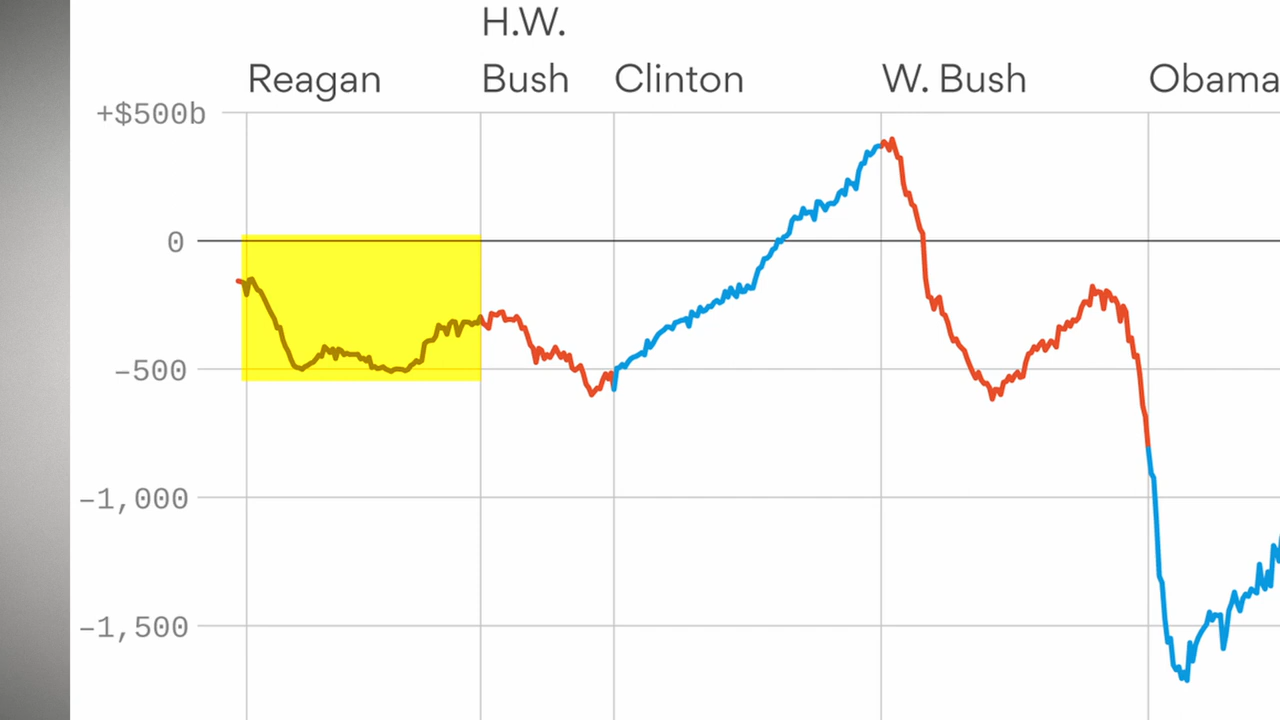 H.W.
Reagan Bush Clinton W. Bush Obama
+$500b
0
−500
−1,000
−1,500